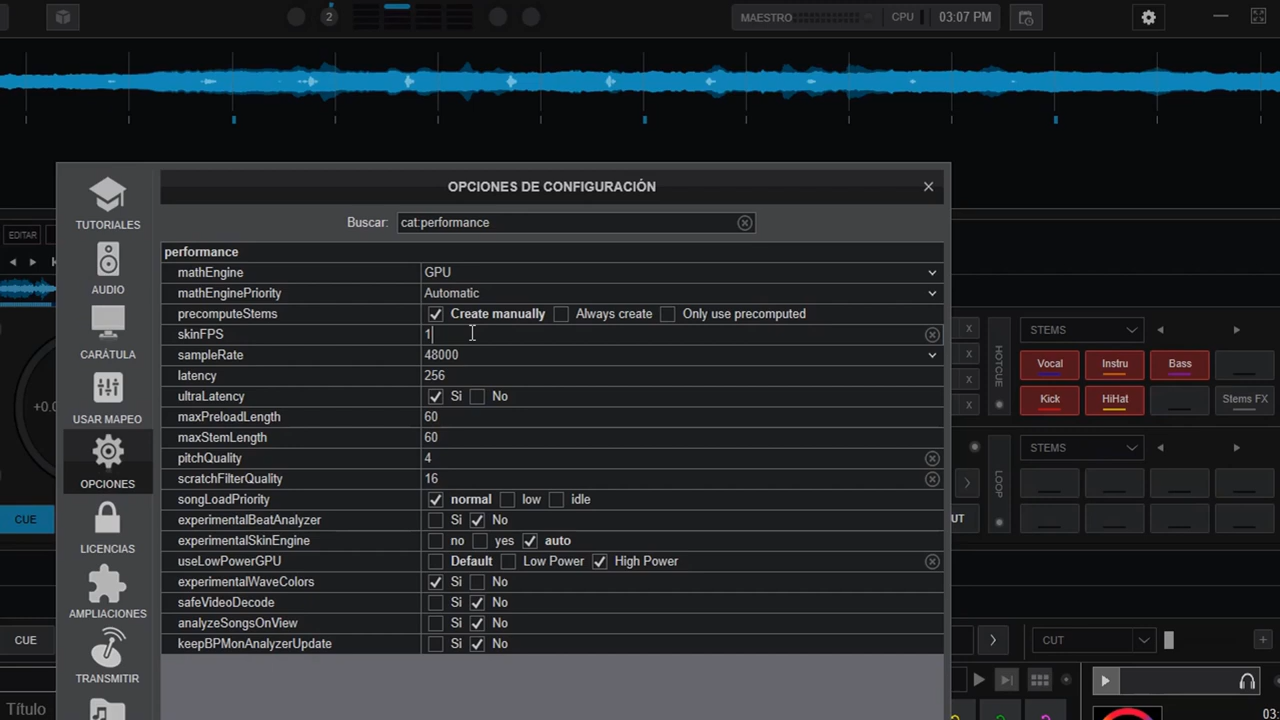 2
MAESTRO
CPU
03:07 PM
OPCIONES DE CONFIGURACIÓN
TUTORIALES
Buscar: cat:performance
EDITAR
performance
mathEngine GPU
AUDIO
mathEnginePriority Automatic
precomputeStems Create manually Always create Only use precomputed
skinFPS 1
sampleRate 48000
CARÁTULA
latency 256
ultraLatency Si No
USAR MAPEO
maxPreloadLength 60
maxStemLength 60
pitchQuality 4
scratchFilterQuality 16
OPCIONES
songLoadPriority normal low idle
experimentalBeatAnalyzer Si No
CUE
experimentalSkinEngine no yes auto
LICENCIAS
useLowPowerGPU Default Low Power High Power
experimentalWaveColors Si No
safeVideoDecode Si No
AMPLIACIONES
analyzeSongsOnView Si No
CUE
keepBPMonAnalyzerUpdate Si No
TRANSMITIR
Título
x
x
x
x
HOTCUE
STEMS
Vocal Instru Bass
Kick HiHat Stems FX
LOOP
STEMS
UT
CUT
03: